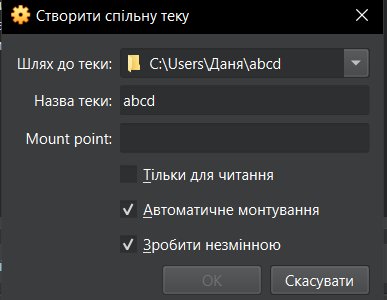 Створити спільну теку
Шлях до теки: C:\Users\Даня\abcd
Назва теки: abcd
Mount point:
Тільки для читання
Автоматичне монтування
Зробити незмінною
ОК Скасувати